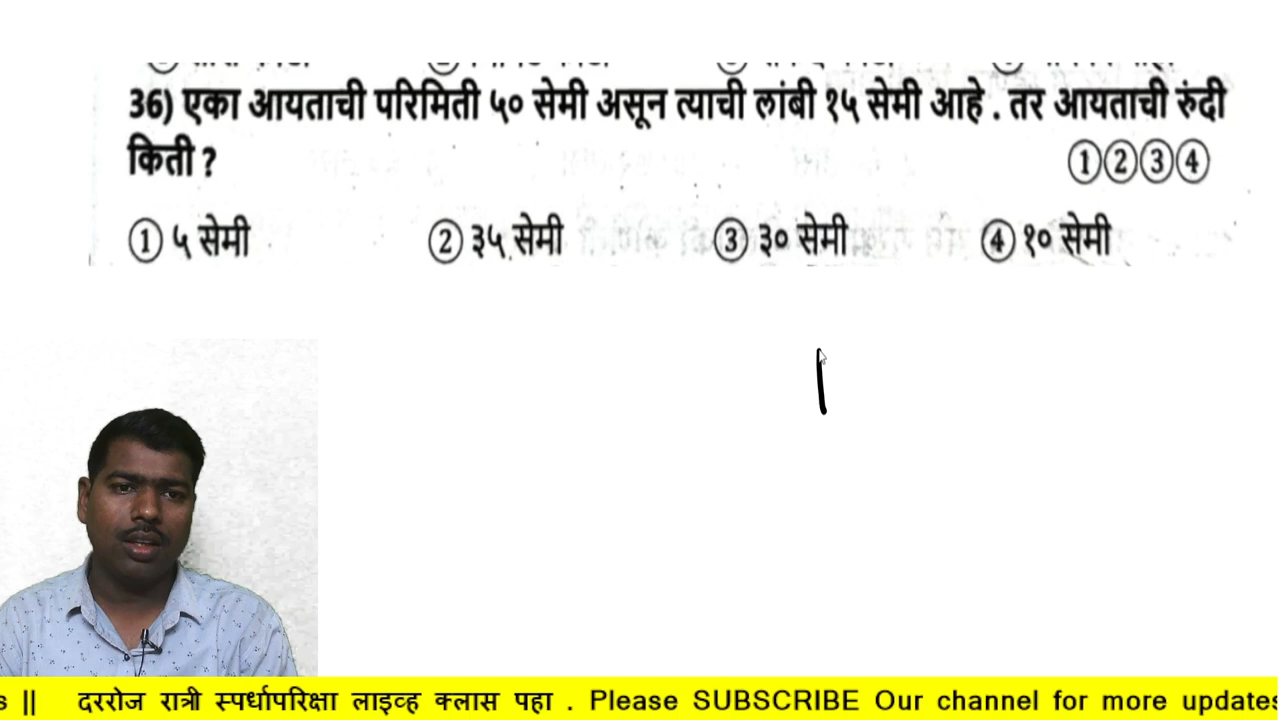 36) एका आयताची परिमिती ५० सेमी असून त्याची लांबी १५ सेमी आहे . तर आयताची रुंदी
किती ? ①②③④
① ५ सेमी ② ३५ सेमी ③ ३० सेमी ④ १० सेमी
s || दररोज रात्री स्पर्धापरिक्षा लाइव्ह क्लास पहा . Please SUBSCRIBE Our channel for more updates